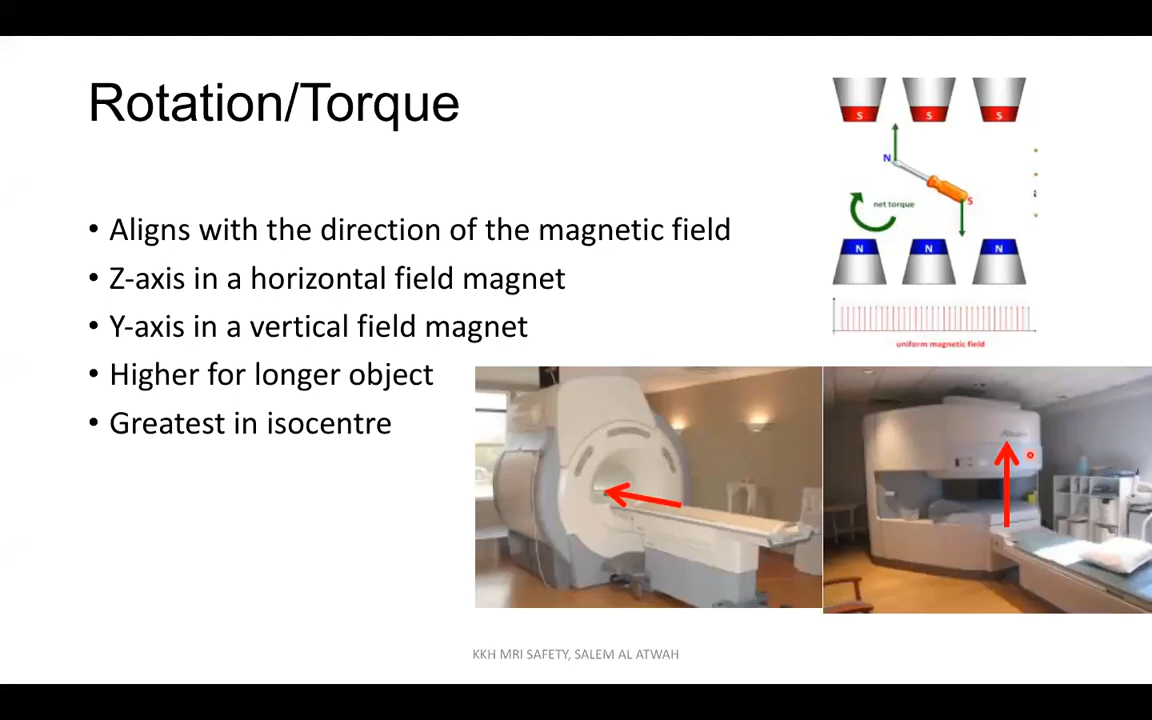 Rotation/Torque
• Aligns with the direction of the magnetic field
• Z-axis in a horizontal field magnet
• Y-axis in a vertical field magnet
• Higher for longer object
• Greatest in isocentre
S S S
N
S
net torque
N N N
uniform magnetic field
KKH MRI SAFETY, SALEM AL ATWAH